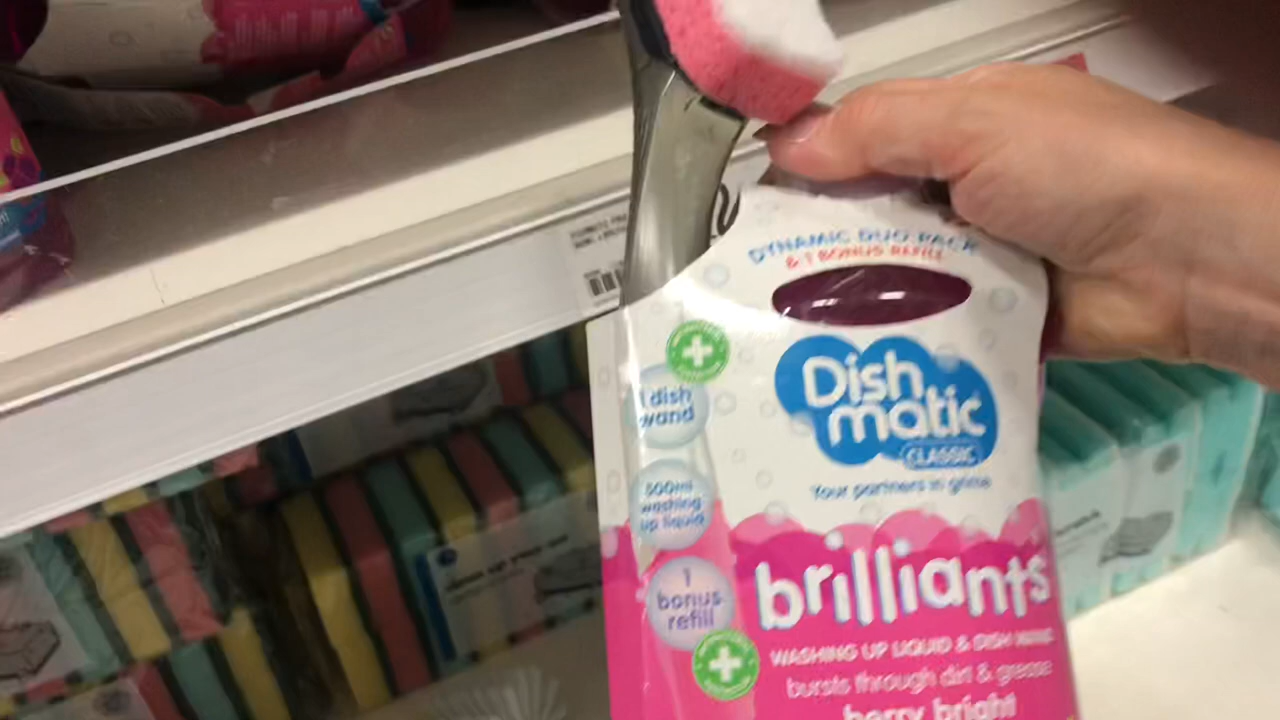 DYNAMIC DUO PACK
& 1 BONUS REFILL
Dish
matic
CLASSIC
Your partners in grime
1 dish
wand
500ml
washing
up liquid
1
bonus
refill
brilliants
WASHING UP LIQUID & DISH WAND
bursts through dirt & grease
berry bright